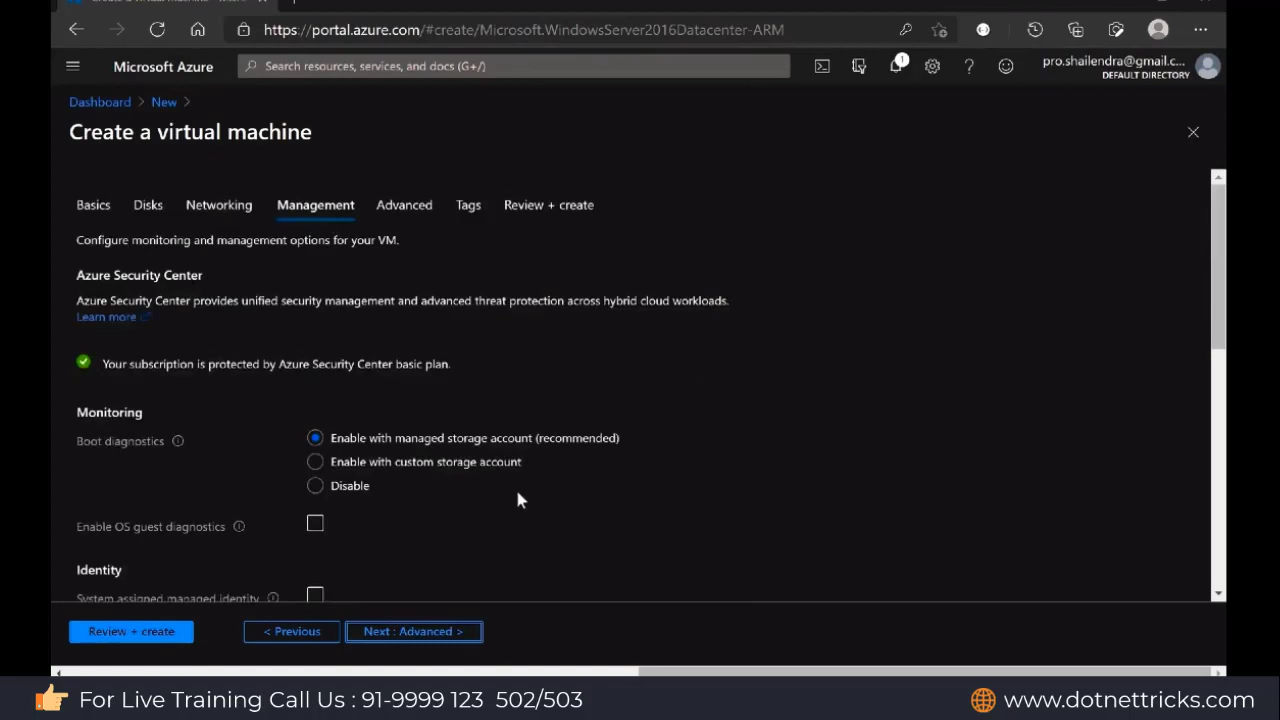 https://portal.azure.com/#create/Microsoft.WindowsServer2016Datacenter-ARM
Microsoft Azure
Search resources, services, and docs (G+/)
1
pro.shailendra@gmail.c...
DEFAULT DIRECTORY
Dashboard > New >
Create a virtual machine
Basics Disks Networking Management Advanced Tags Review + create
Configure monitoring and management options for your VM.
Azure Security Center
Azure Security Center provides unified security management and advanced threat protection across hybrid cloud workloads.
Learn more
Your subscription is protected by Azure Security Center basic plan.
Monitoring
Boot diagnostics
Enable with managed storage account (recommended)
Enable with custom storage account
Disable
Enable OS guest diagnostics
Identity
System assigned managed identity
Review + create
< Previous
Next : Advanced >
For Live Training Call Us : 91-9999 123 502/503
www.dotnettricks.com